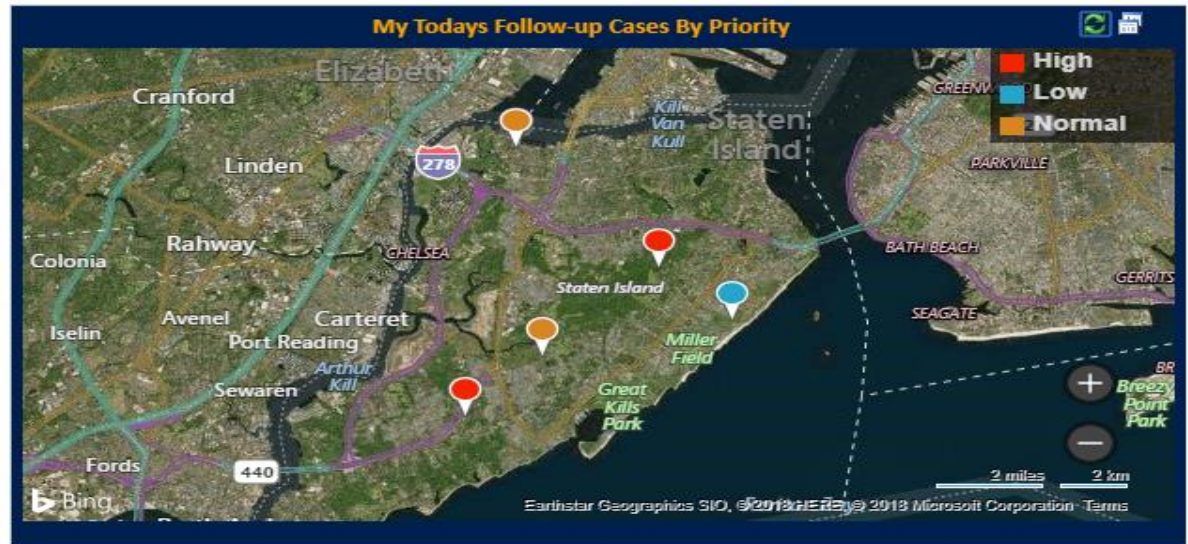 My Todays Follow-up Cases By Priority
High
Low
Normal
Elizabeth
Cranford
Kill
Van
Kull
Staten
Island
Linden
278
PARKVILLE
Rahway
CHELSEA
BATH BEACH
Colonia
GERRITS
Staten Island
Avenel
Carteret
SEAGATE
Iselin
Port Reading
Miller
Field
Arthur
Kill
Sewaren
Great
Kills
Park
BR
Breezy
Point
Park
Fords
440
2 miles
2 km
Bing
Earthstar Geographics SIO, © 2018 HERE, © 2018 Microsoft Corporation Terms